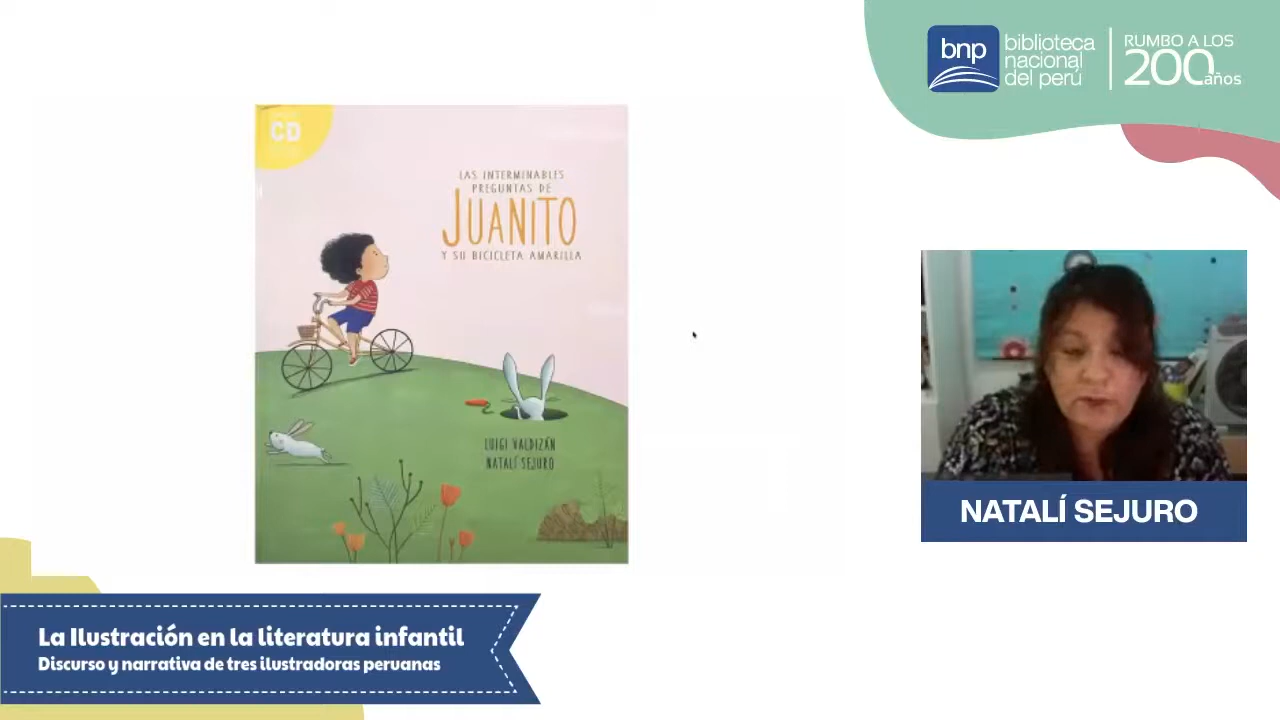 bnp
biblioteca
nacional
del perú
RUMBO A LOS
200
años
CD
LAS INTERMINABLES
PREGUNTAS DE
JUANITO
Y SU BICICLETA AMARILLA
LUIGI VALDIZÁN
NATALÍ SEJURO
NATALÍ SEJURO
La Ilustración en la literatura infantil
Discurso y narrativa de tres ilustradoras peruanas